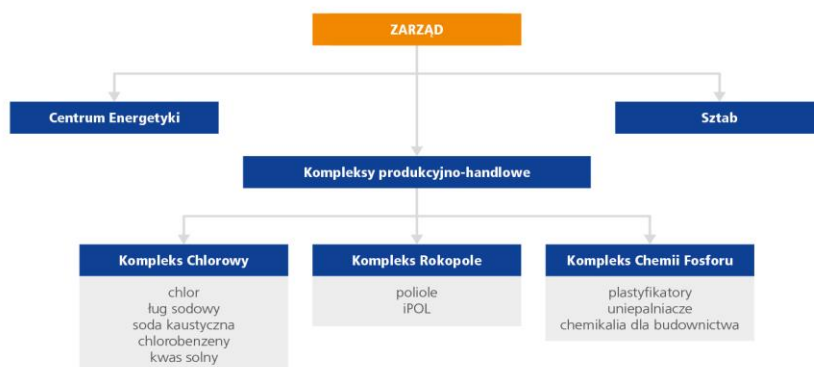 ZARZĄD
Centrum Energetyki
Sztab
Kompleksy produkcyjno-handlowe
Kompleks Chlorowy
chlor
ług sodowy
soda kaustyczna
chlorobenzeny
kwas solny
Kompleks Rokopole
poliole
iPOL
Kompleks Chemii Fosforu
plastyfikatory
uniepalniacze
chemikalia dla budownictwa